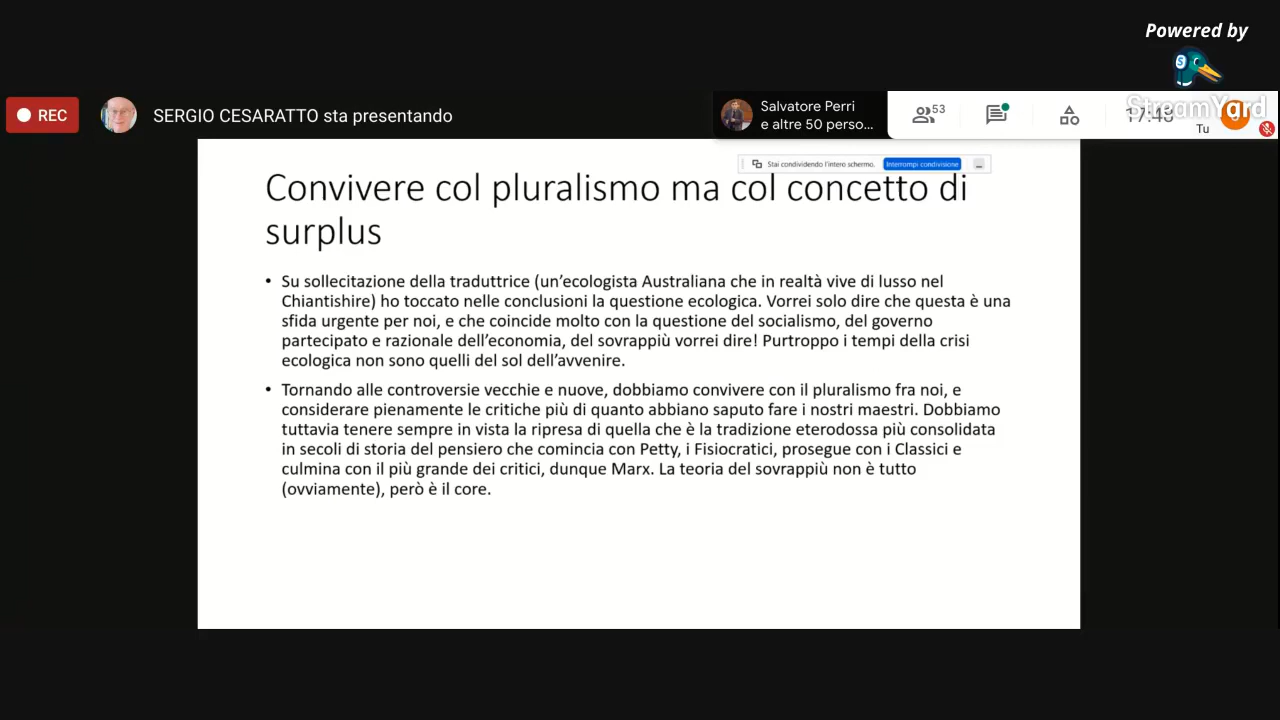 Powered by
StreamYard
REC
SERGIO CESARATTO sta presentando
Salvatore Perri
e altre 50 perso...
53
17:48
Tu
Stai condividendo l'intero schermo.
Interrompi condivisione
Convivere col pluralismo ma col concetto di
surplus
• Su sollecitazione della traduttrice (un'ecologista Australiana che in realtà vive di lusso nel
Chiantishire) ho toccato nelle conclusioni la questione ecologica. Vorrei solo dire che questa è una
sfida urgente per noi, e che coincide molto con la questione del socialismo, del governo
partecipato e razionale dell'economia, del sovrappiù vorrei dire! Purtroppo i tempi della crisi
ecologica non sono quelli del sol dell'avvenire.
• Tornando alle controversie vecchie e nuove, dobbiamo convivere con il pluralismo fra noi, e
considerare pienamente le critiche più di quanto abbiano saputo fare i nostri maestri. Dobbiamo
tuttavia tenere sempre in vista la ripresa di quella che è la tradizione eterodossa più consolidata
in secoli di storia del pensiero che comincia con Petty, i Fisiocratici, prosegue con i Classici e
culmina con il più grande dei critici, dunque Marx. La teoria del sovrappiù non è tutto
(ovviamente), però è il core.